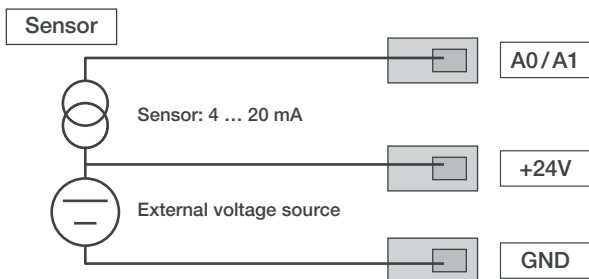 Sensor
A0/A1
Sensor: 4 … 20 mA
+24V
External voltage source
GND